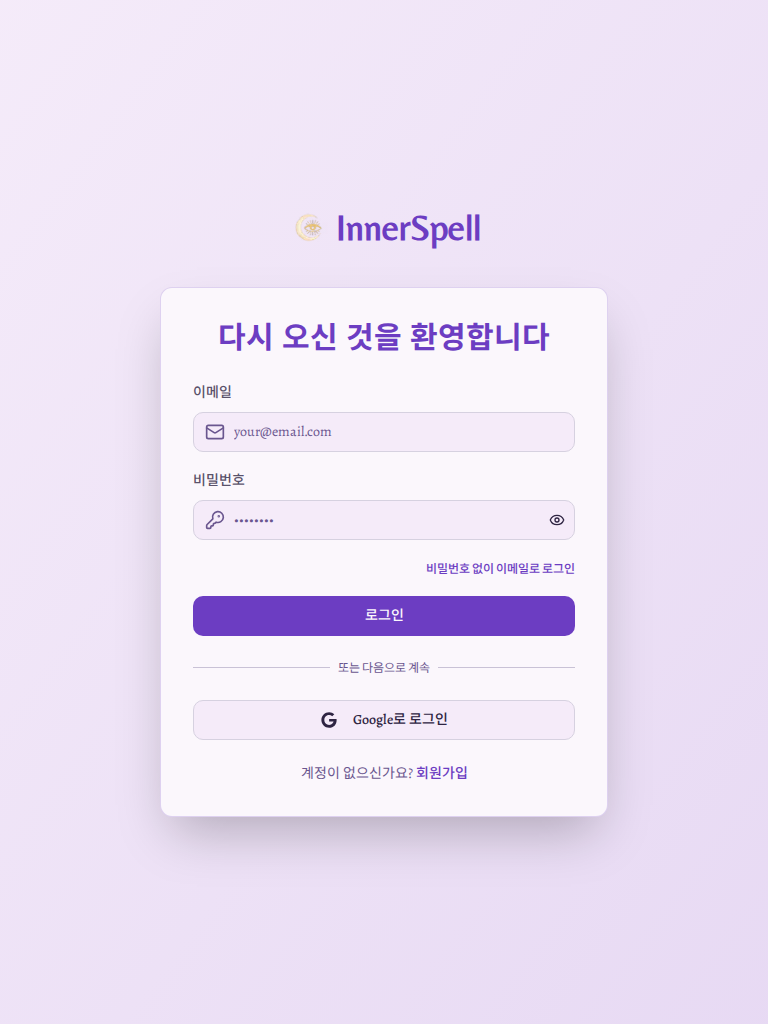 InnerSpell
다시 오신 것을 환영합니다
이메일
your@email.com
비밀번호
••••••••
비밀번호 없이 이메일로 로그인
로그인
또는 다음으로 계속
Google로 로그인
계정이 없으신가요? 회원가입